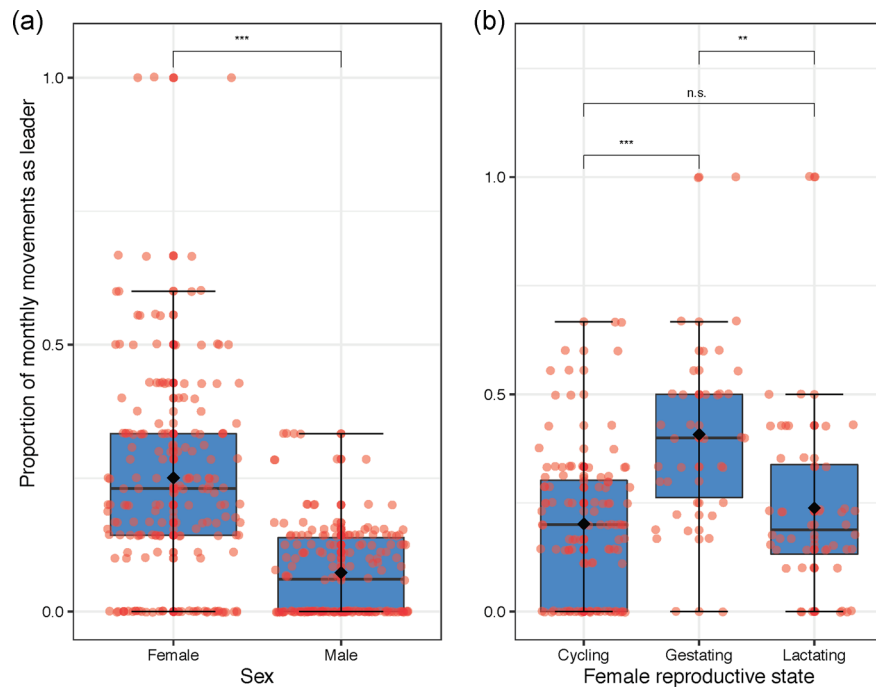 (a)
***
1.0
0.5
0.0
Proportion of monthly movements as leader
Female
Male
Sex
(b)
**
n.s.
***
1.0
0.5
0.0
Cycling
Gestating
Lactating
Female reproductive state